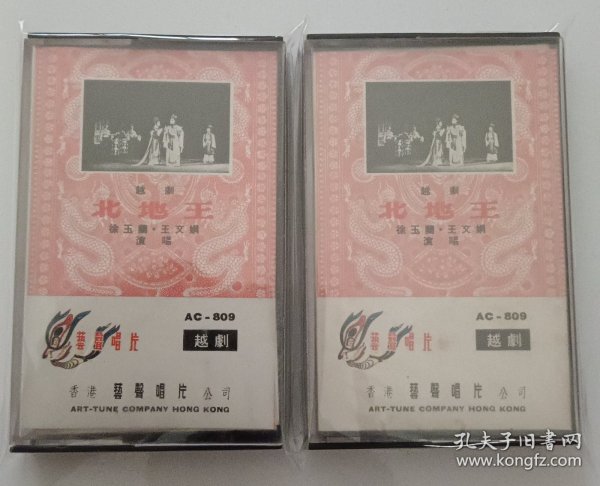 越劇
北地王
徐玉蘭·王文娟
演唱
AC-809
藝聲唱片
越劇
香港 藝聲唱片 公司
ART-TUNE COMPANY HONG KONG
越劇
北地王
徐玉蘭·王文娟
演唱
AC-809
藝聲唱片
越劇
香港 藝聲唱片 公司
ART-TUNE COMPANY HONG KONG
孔夫子旧书网
www.kongfz.com